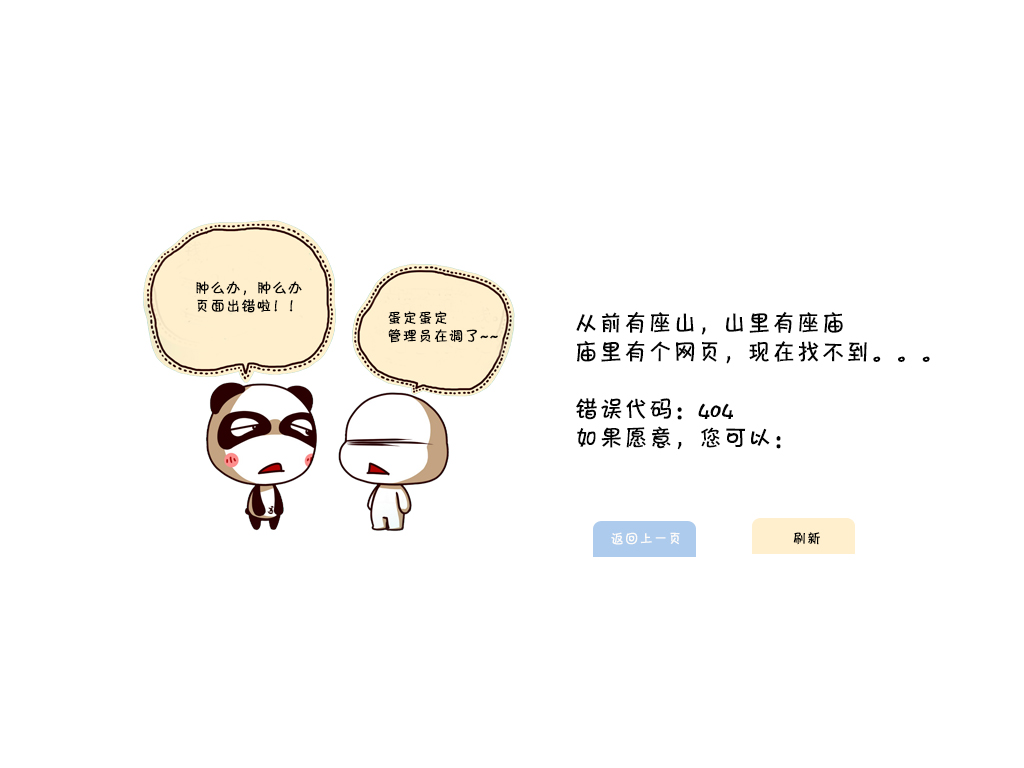 肿么办，肿么办
页面出错啦！！
蛋定蛋定
管理员在调了~~
从前有座山，山里有座庙
庙里有个网页，现在找不到。。。
错误代码：404
如果愿意，您可以：
返回上一页
刷新